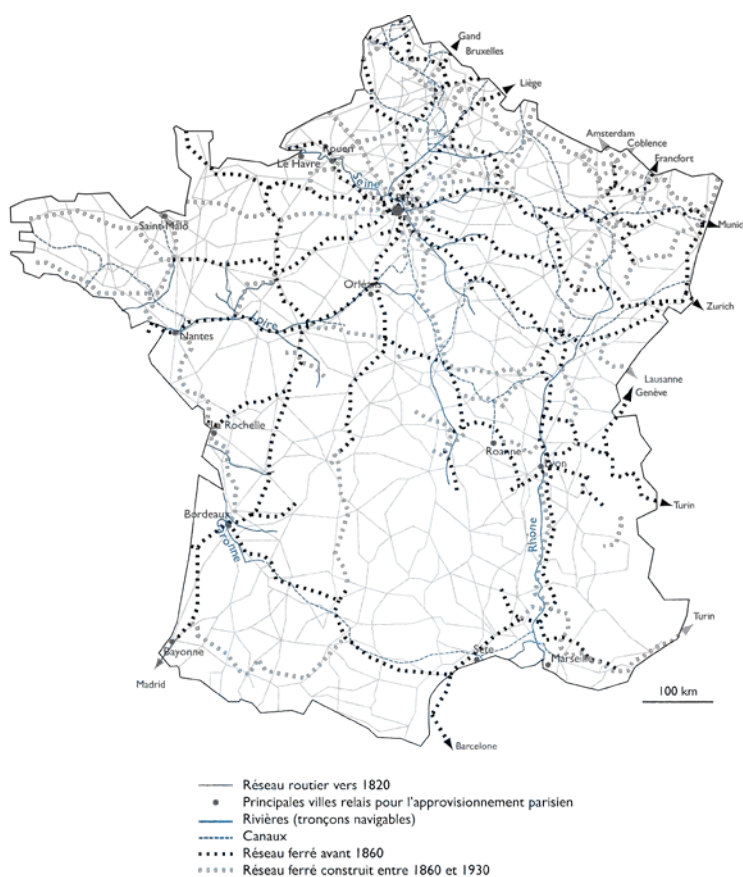 Gand
Bruxelles
Liège
Amsterdam
Coblence
Francfort
Rouen
Le Havre
Seine
Saint-Malo
Munic
Orléans
Zurich
Loire
Nantes
Lausanne
Genève
La Rochelle
Roanne
Lyon
Turin
Bordeaux
Garonne
Rhône
Turin
Bayonne
Sète
Marseille
Madrid
100 km
Barcelone
Réseau routier vers 1820
Principales villes relais pour l'approvisionnement parisien
Rivières (tronçons navigables)
Canaux
Réseau ferré avant 1860
Réseau ferré construit entre 1860 et 1930